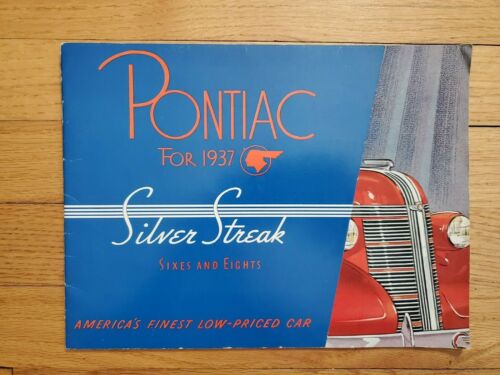 PONTIAC
FOR 1937
Silver Streak
SIXES AND EIGHTS
AMERICA'S FINEST LOW-PRICED CAR